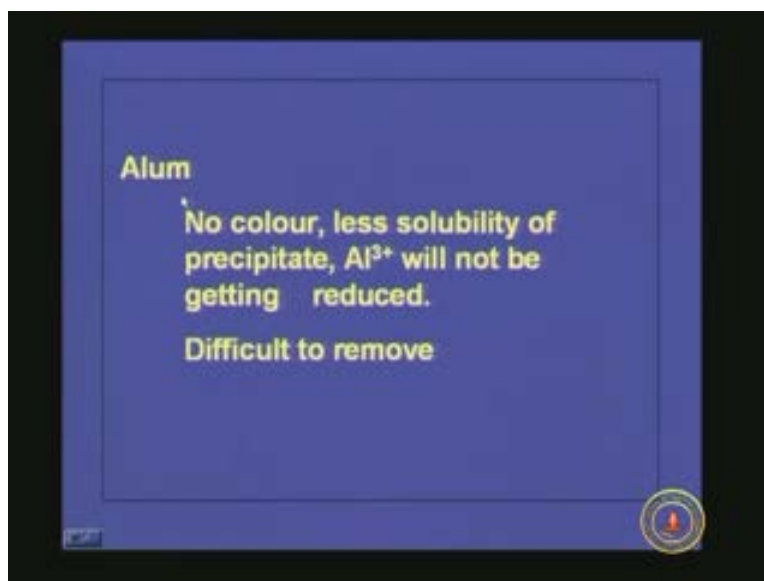 Alum
No colour, less solubility of
precipitate, Al³⁺ will not be
getting reduced.
Difficult to remove